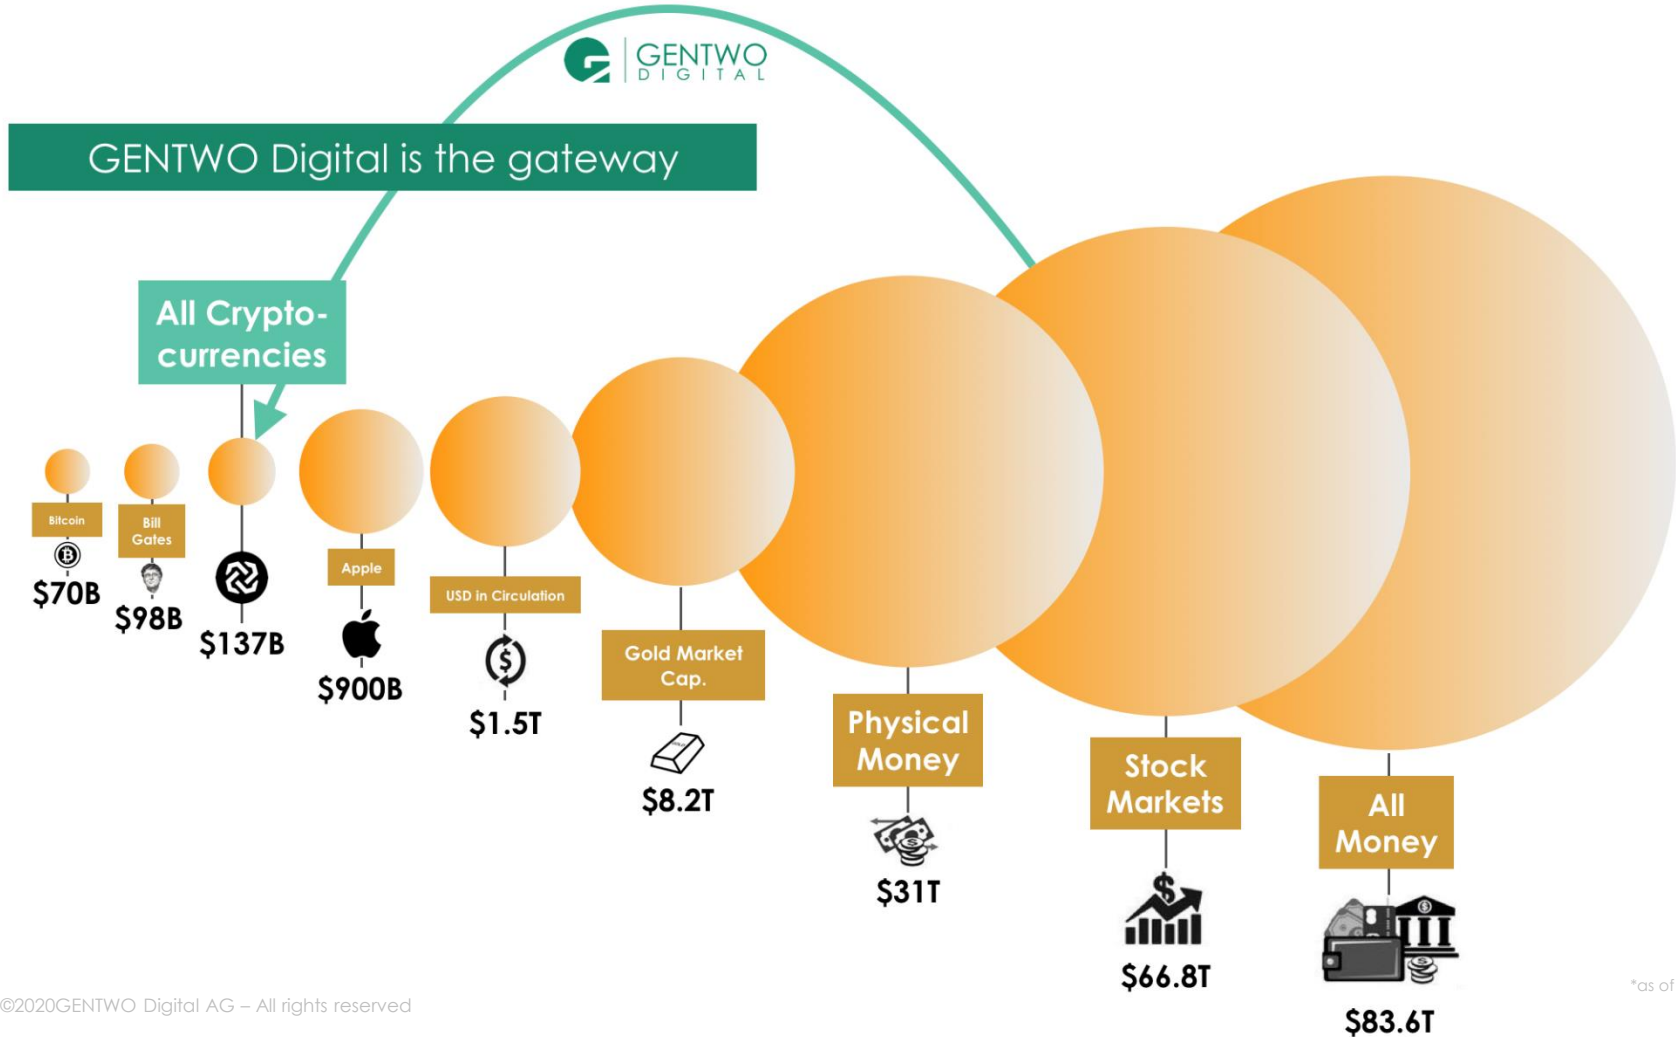 GENTWO
DIGITAL
GENTWO Digital is the gateway
All Crypto-
currencies
Bitcoin
$70B
Bill
Gates
$98B
$137B
Apple
$900B
USD in Circulation
$1.5T
Gold Market
Cap.
$8.2T
Physical
Money
$31T
Stock
Markets
$66.8T
All
Money
$83.6T
©2020GENTWO Digital AG – All rights reserved
*as of